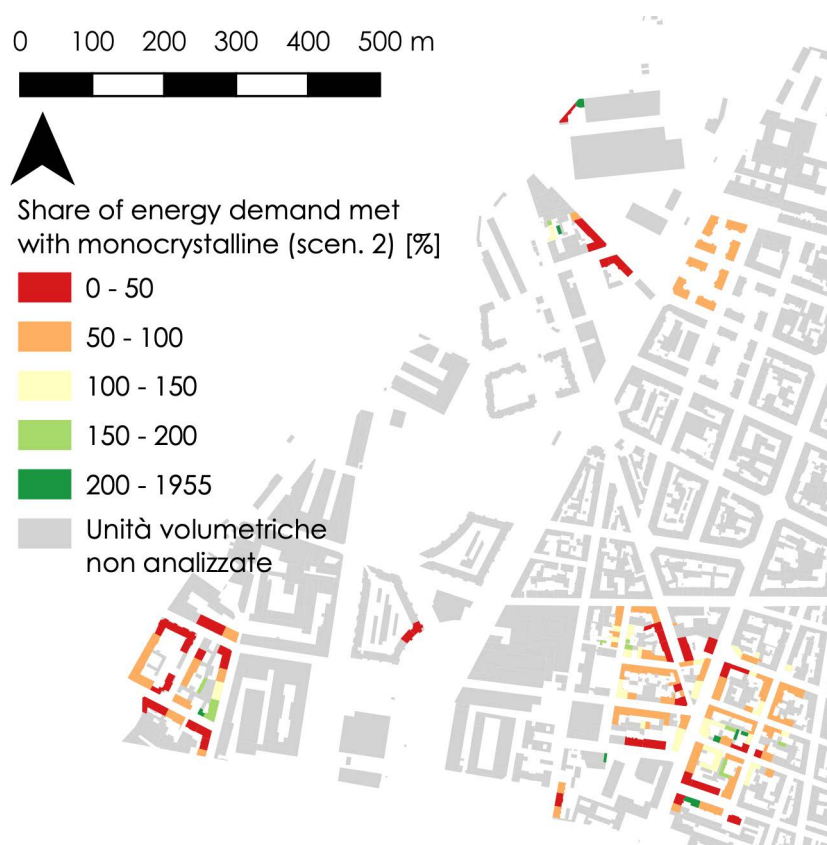 0 100 200 300 400 500 m
Share of energy demand met
with monocrystalline (scen. 2) [%]
0 - 50
50 - 100
100 - 150
150 - 200
200 - 1955
Unità volumetriche
non analizzate